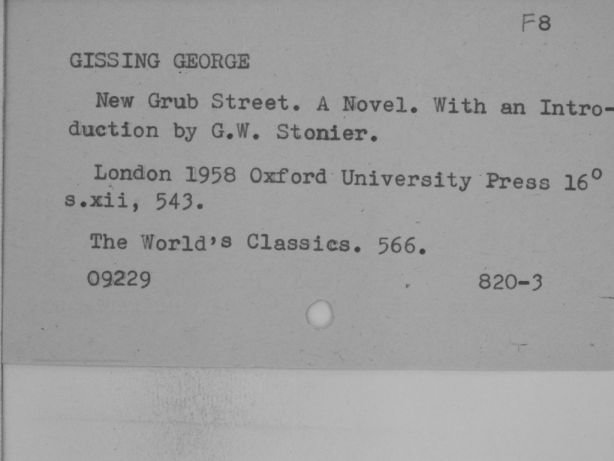 F8
GISSING GEORGE
New Grub Street. A Novel. With an Intro-
duction by G.W. Stonier.
London 1958 Oxford University Press 16°
s.xii, 543.
The World's Classics. 566.
09229 820-3